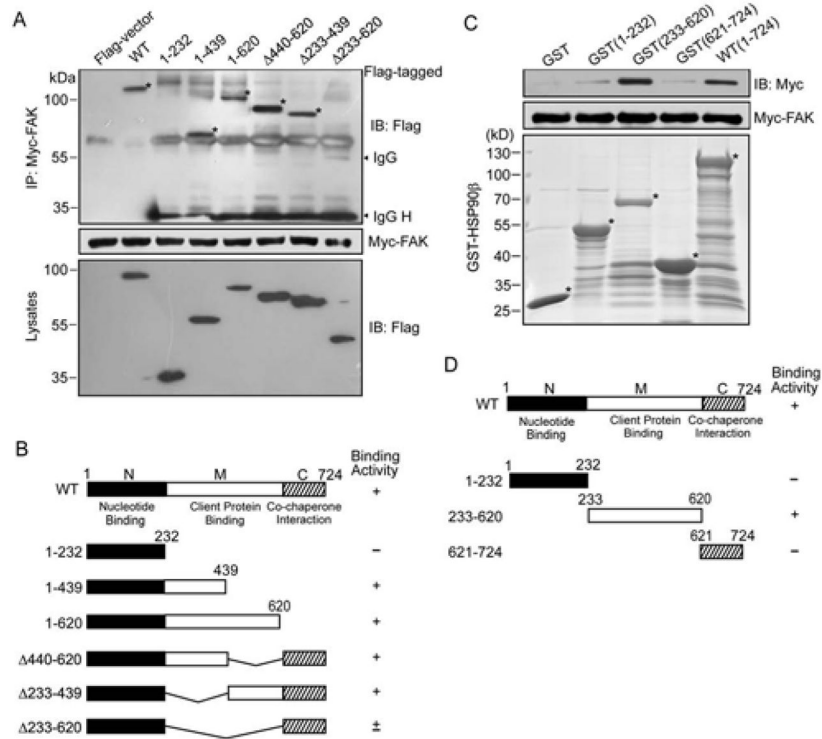 A
Flag-vector
WT
1-232
1-439
1-620
Δ440-620
Δ233-439
Δ233-620
kDa
Flag-tagged
100
*
*
*
*
*
IB: Flag
IP: Myc-FAK
55
IgG
35
IgG H
Myc-FAK
100
Lysates
55
IB: Flag
35
B
Binding
Activity
1 N M C 724
WT +
Nucleotide Binding
Client Protein Binding
Co-chaperone Interaction
232
1-232 −
439
1-439 +
620
1-620 +
Δ440-620 +
Δ233-439 +
Δ233-620 ±
C
GST
GST(1-232)
GST(233-620)
GST(621-724)
WT(1-724)
IB: Myc
Myc-FAK
(kD)
130
100
70
55
40
35
25
*
*
*
*
*
GST-HSP90β
D
Binding
Activity
1 N M C 724
WT +
Nucleotide Binding
Client Protein Binding
Co-chaperone Interaction
1 232
1-232 −
233 620
233-620 +
621 724
621-724 −